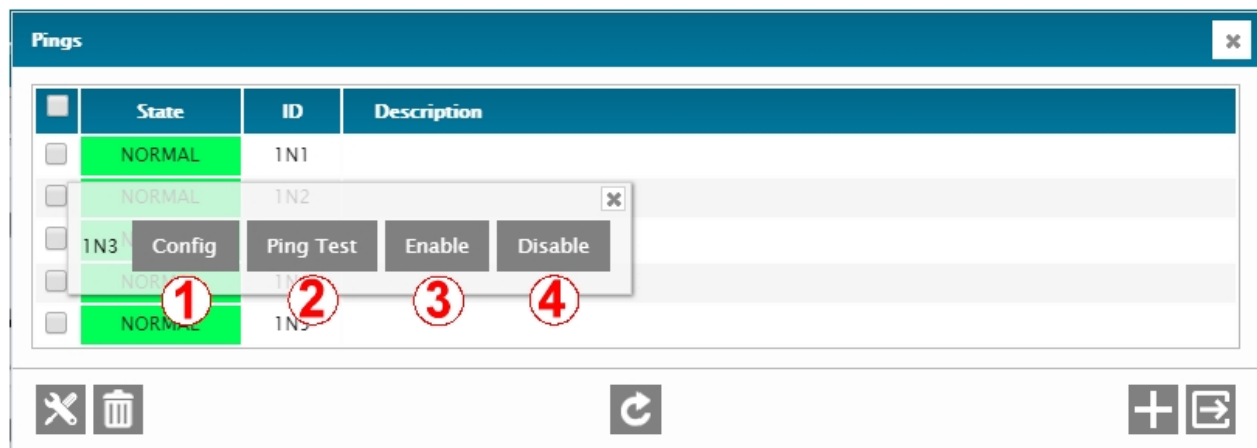 Pings
State ID Description
NORMAL 1N1
NORMAL 1N2
1N3 Config Ping Test Enable Disable
1 2 3 4
NORMAL